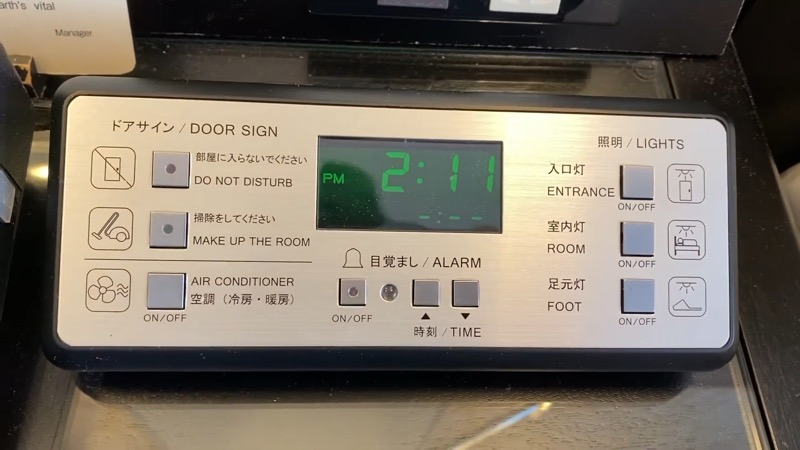 arth's vital
Manager
ドアサイン / DOOR SIGN
部屋に入らないでください
DO NOT DISTURB
掃除をしてください
MAKE UP THE ROOM
AIR CONDITIONER
空調（冷房・暖房）
ON/OFF
PM 2:11
-:--
目覚まし / ALARM
ON/OFF
▲ ▼
時刻 / TIME
照明 / LIGHTS
入口灯
ENTRANCE
ON/OFF
室内灯
ROOM
ON/OFF
足元灯
FOOT
ON/OFF